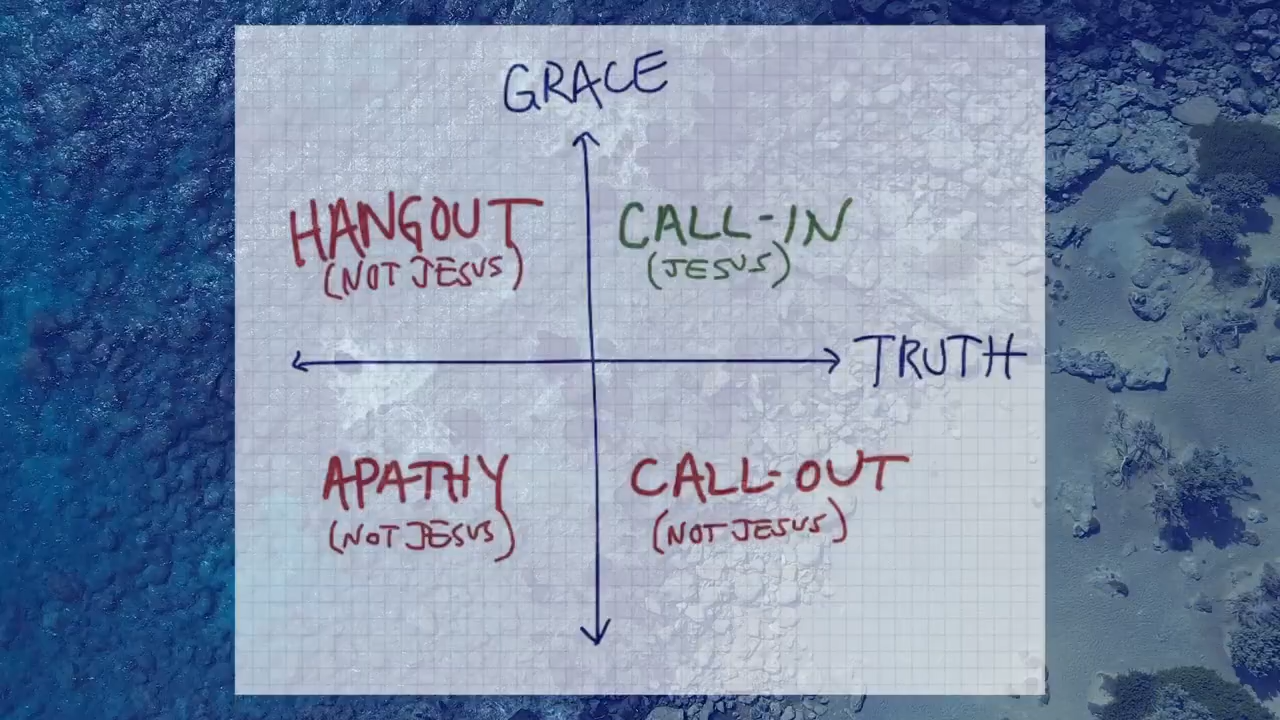 GRACE
HANGOUT
(NOT JESUS)
CALL-IN
(JESUS)
TRUTH
APATHY
(NOT JESUS)
CALL-OUT
(NOT JESUS)